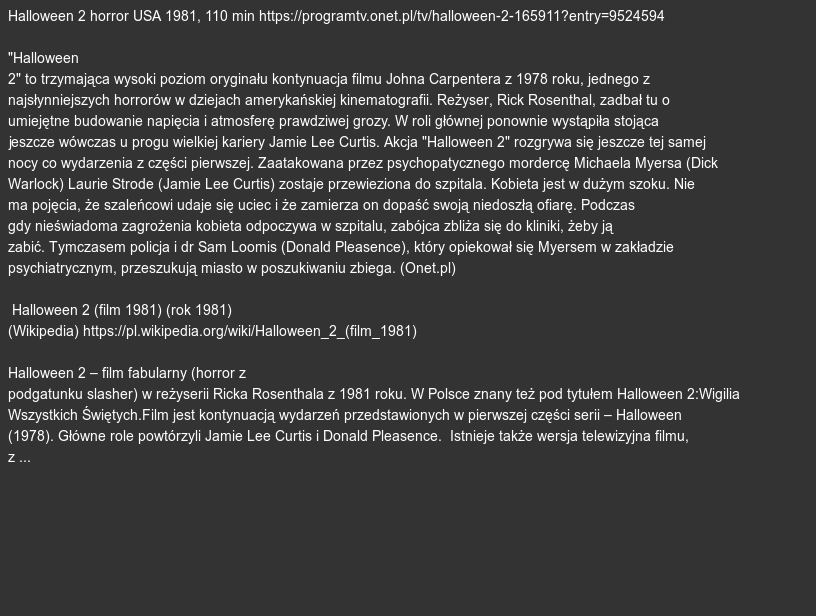 Halloween 2 horror USA 1981, 110 min https://programtv.onet.pl/tv/halloween-2-165911?entry=9524594
"Halloween
2" to trzymająca wysoki poziom oryginału kontynuacja filmu Johna Carpentera z 1978 roku, jednego z
najsłynniejszych horrorów w dziejach amerykańskiej kinematografii. Reżyser, Rick Rosenthal, zadbał tu o
umiejętne budowanie napięcia i atmosferę prawdziwej grozy. W roli głównej ponownie wystąpiła stojąca
jeszcze wówczas u progu wielkiej kariery Jamie Lee Curtis. Akcja "Halloween 2" rozgrywa się jeszcze tej samej
nocy co wydarzenia z części pierwszej. Zaatakowana przez psychopatycznego mordercę Michaela Myersa (Dick
Warlock) Laurie Strode (Jamie Lee Curtis) zostaje przewieziona do szpitala. Kobieta jest w dużym szoku. Nie
ma pojęcia, że szaleńcowi udaje się uciec i że zamierza on dopaść swoją niedoszłą ofiarę. Podczas
gdy nieświadoma zagrożenia kobieta odpoczywa w szpitalu, zabójca zbliża się do kliniki, żeby ją
zabić. Tymczasem policja i dr Sam Loomis (Donald Pleasence), który opiekował się Myersem w zakładzie
psychiatrycznym, przeszukują miasto w poszukiwaniu zbiega. (Onet.pl)
Halloween 2 (film 1981) (rok 1981)
(Wikipedia) https://pl.wikipedia.org/wiki/Halloween_2_(film_1981)
Halloween 2 – film fabularny (horror z
podgatunku slasher) w reżyserii Ricka Rosenthala z 1981 roku. W Polsce znany też pod tytułem Halloween 2:Wigilia
Wszystkich Świętych.Film jest kontynuacją wydarzeń przedstawionych w pierwszej części serii – Halloween
(1978). Główne role powtórzyli Jamie Lee Curtis i Donald Pleasence.  Istnieje także wersja telewizyjna filmu,
z ...